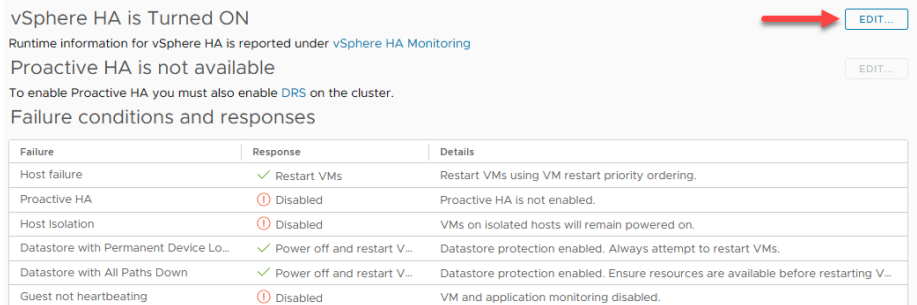 vSphere HA is Turned ON
EDIT...
Runtime information for vSphere HA is reported under vSphere HA Monitoring
Proactive HA is not available
EDIT...
To enable Proactive HA you must also enable DRS on the cluster.
Failure conditions and responses
Failure Response Details
Host failure Restart VMs Restart VMs using VM restart priority ordering.
Proactive HA Disabled Proactive HA is not enabled.
Host Isolation Disabled VMs on isolated hosts will remain powered on.
Datastore with Permanent Device Lo... Power off and restart V... Datastore protection enabled. Always attempt to restart VMs.
Datastore with All Paths Down Power off and restart V... Datastore protection enabled. Ensure resources are available before restarting V...
Guest not heartbeating Disabled VM and application monitoring disabled.